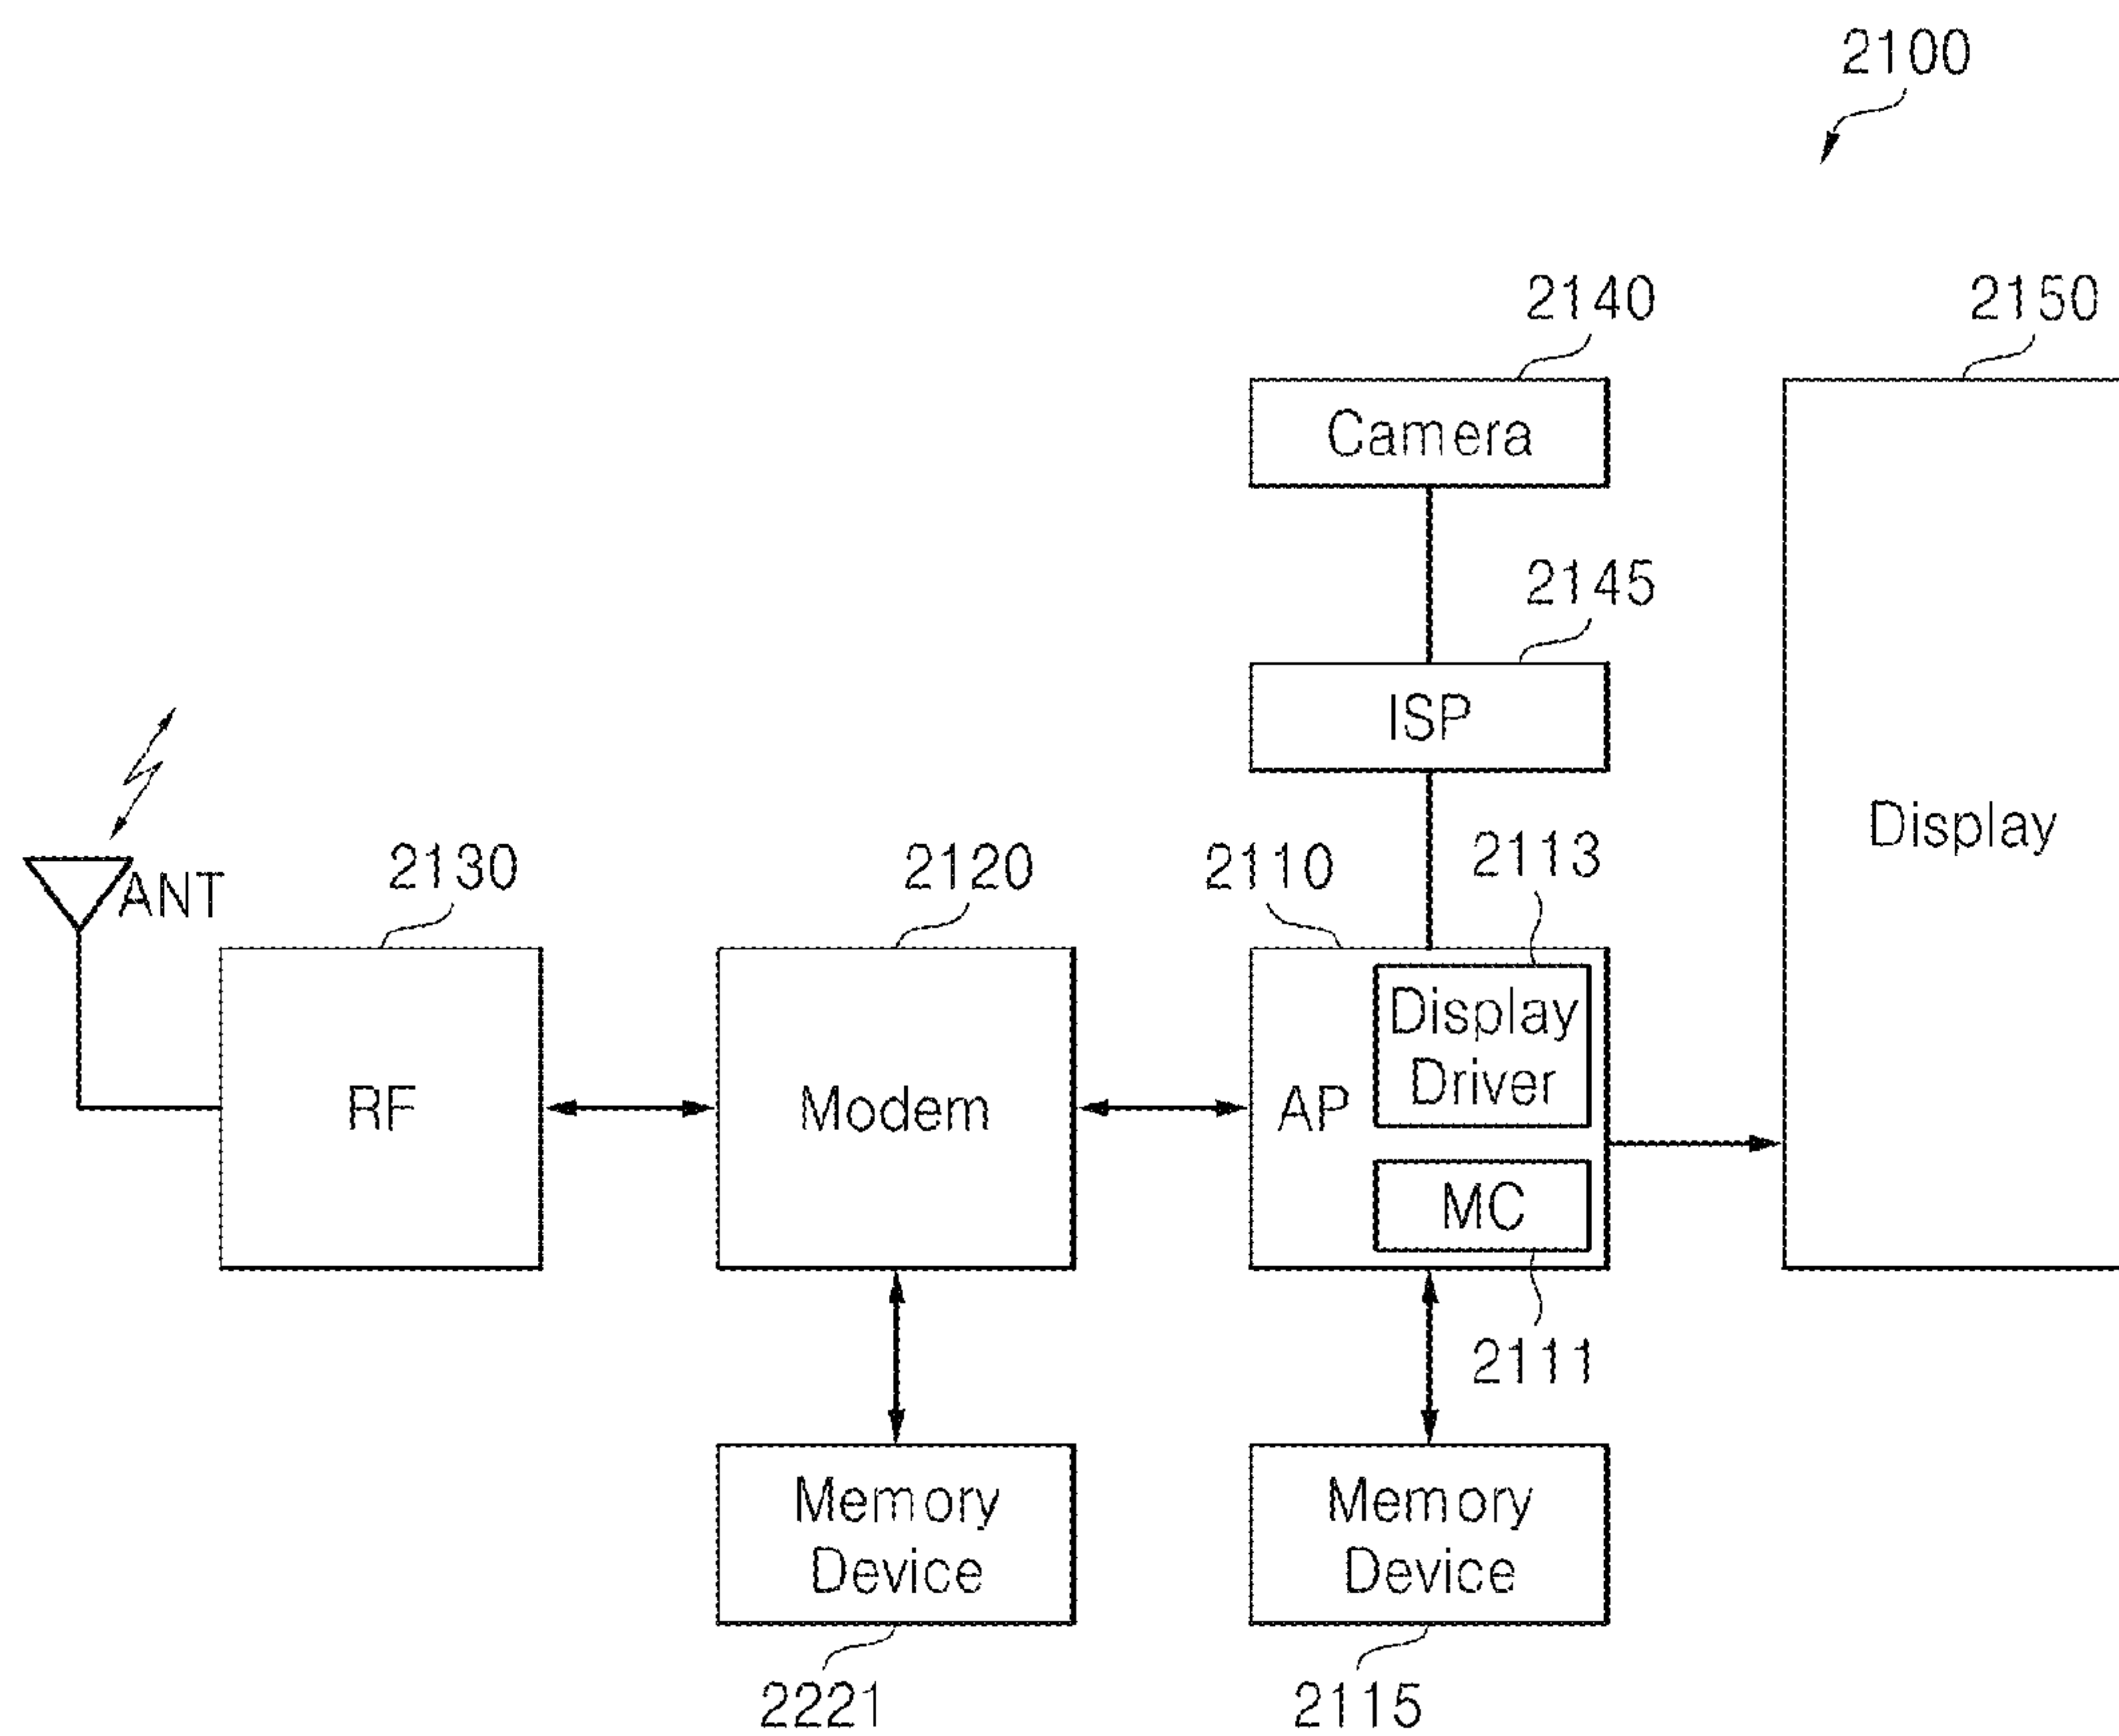 2100
2140
2150
Camera
2145
ISP
Display
ANT
2130
2120
2110
2113
RF
Modem
AP
Display
Driver
MC
2111
Memory
Device
Memory
Device
2221
2115